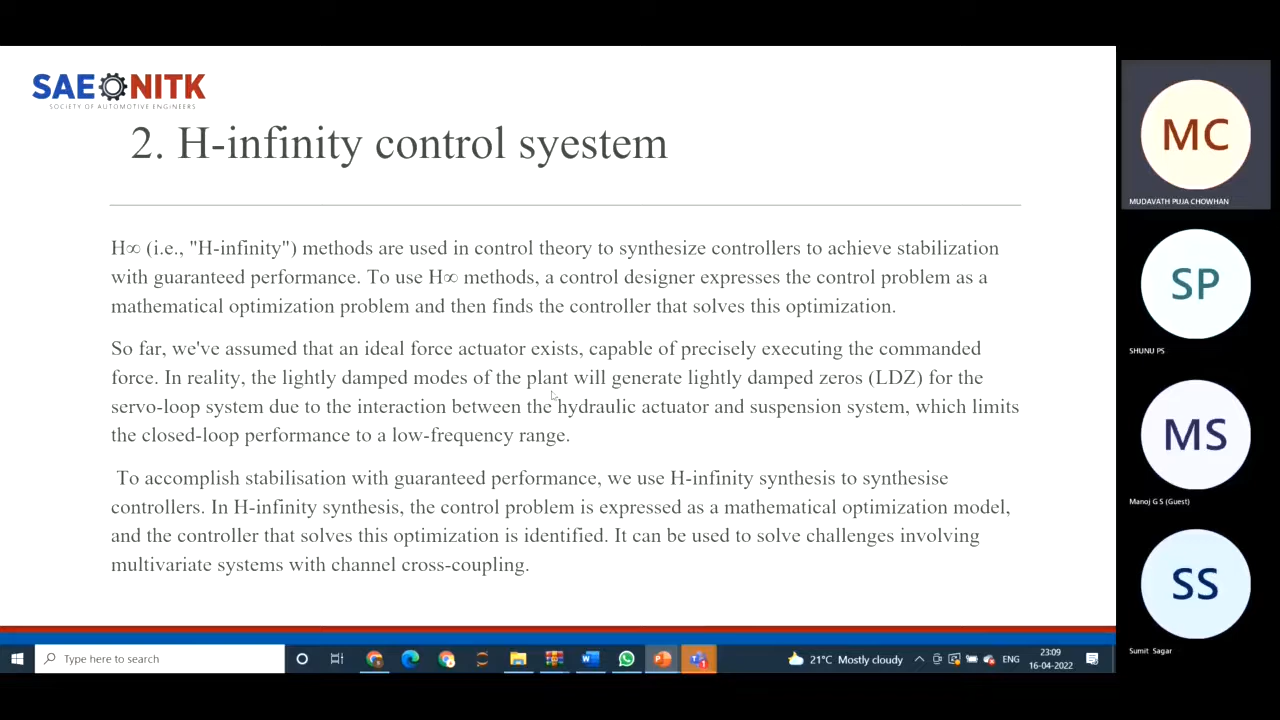 SAE NITK
SOCIETY OF AUTOMOTIVE ENGINEERS
2. H-infinity control syestem
H∞ (i.e., "H-infinity") methods are used in control theory to synthesize controllers to achieve stabilization
with guaranteed performance. To use H∞ methods, a control designer expresses the control problem as a
mathematical optimization problem and then finds the controller that solves this optimization.
So far, we've assumed that an ideal force actuator exists, capable of precisely executing the commanded
force. In reality, the lightly damped modes of the plant will generate lightly damped zeros (LDZ) for the
servo-loop system due to the interaction between the hydraulic actuator and suspension system, which limits
the closed-loop performance to a low-frequency range.
To accomplish stabilisation with guaranteed performance, we use H-infinity synthesis to synthesise
controllers. In H-infinity synthesis, the control problem is expressed as a mathematical optimization model,
and the controller that solves this optimization is identified. It can be used to solve challenges involving
multivariate systems with channel cross-coupling.
MC
MUDAVATH PUJA CHOWHAN
SP
SHUNU PS
MS
Manoj G S (Guest)
SS
Sumit Sagar
Type here to search
21°C Mostly cloudy
ENG
23:09
16-04-2022